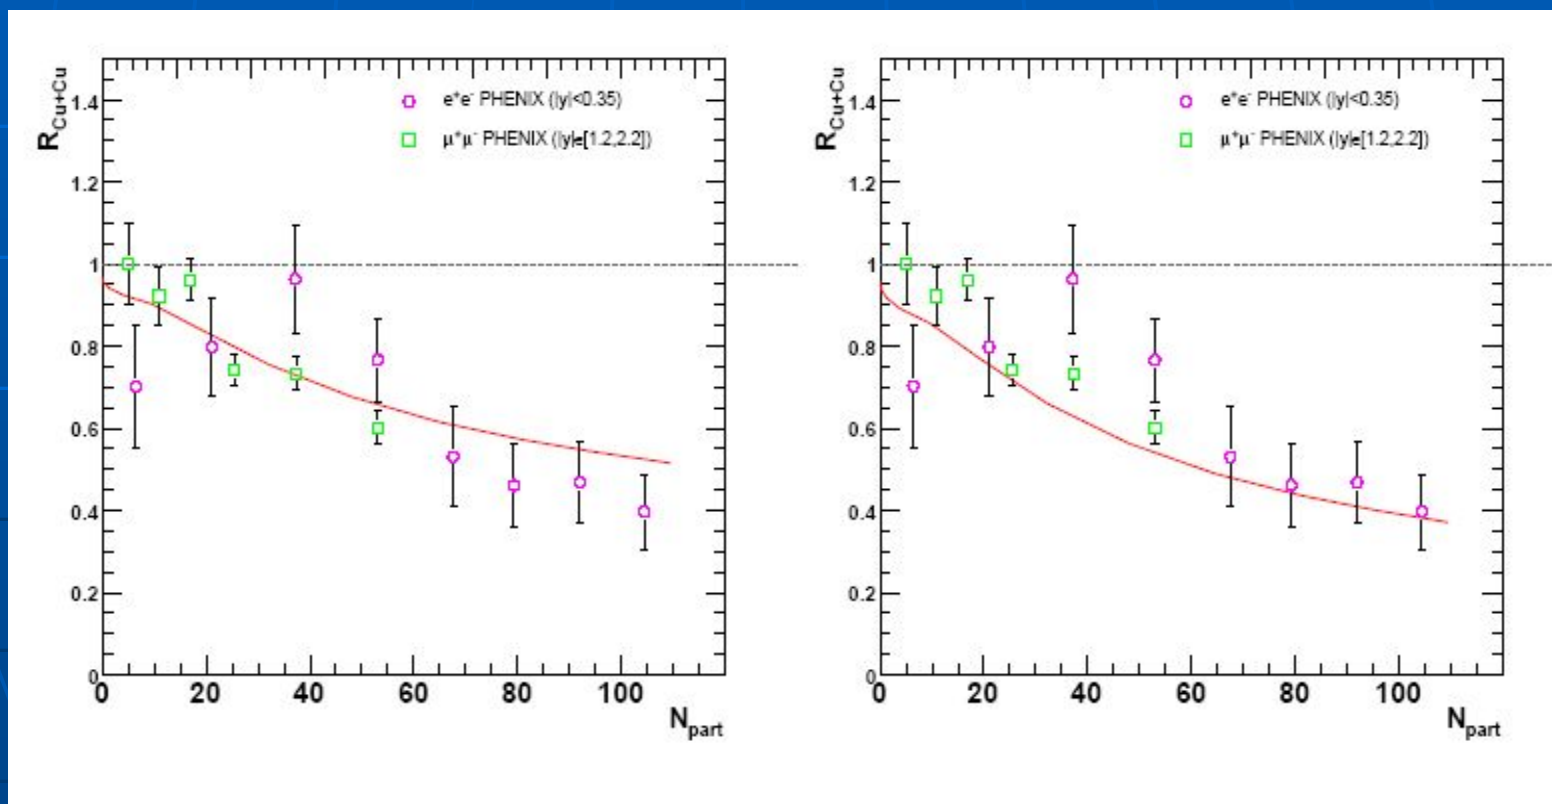 R_Cu+Cu
e⁺e⁻ PHENIX (|y|<0.35)
μ⁺μ⁻ PHENIX (|y|ε[1.2,2.2])
1.4
1.2
1
0.8
0.6
0.4
0.2
0
0 20 40 60 80 100
N_part
R_Cu+Cu
e⁺e⁻ PHENIX (|y|<0.35)
μ⁺μ⁻ PHENIX (|y|ε[1.2,2.2])
1.4
1.2
1
0.8
0.6
0.4
0.2
0
0 20 40 60 80 100
N_part